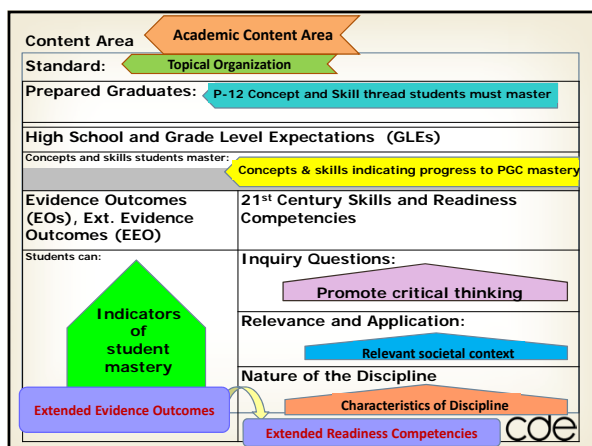 Content Area
Academic Content Area
Standard:
Topical Organization
Prepared Graduates:
P-12 Concept and Skill thread students must master
High School and Grade Level Expectations (GLEs)
Concepts and skills students master:
Concepts & skills indicating progress to PGC mastery
Evidence Outcomes
(EOs), Ext. Evidence
Outcomes (EEO)
21st Century Skills and Readiness
Competencies
Students can:
Indicators
of
student
mastery
Inquiry Questions:
Promote critical thinking
Relevance and Application:
Relevant societal context
Nature of the Discipline
Characteristics of Discipline
Extended Evidence Outcomes
Extended Readiness Competencies
cde